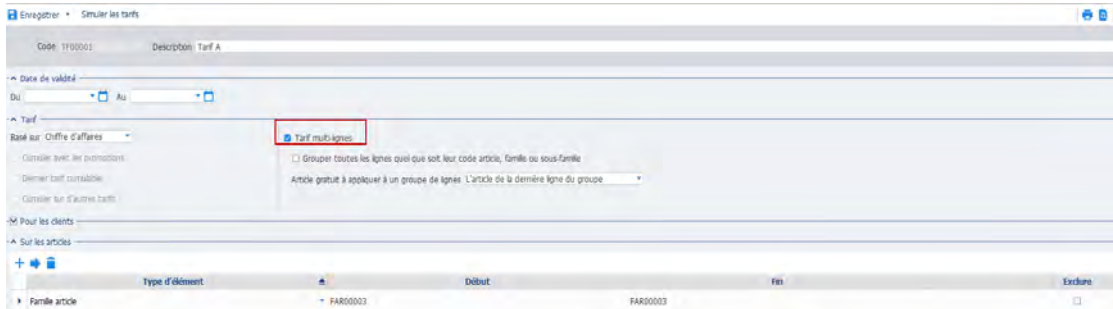 Enregistrer Simuler les tarifs
Code TF00001 Description Tarif A
Date de validité
Du Au
Tarif
Basé sur Chiffre d'affaires Tarif multi-lignes
Cumuler avec les promotions Grouper toutes les lignes quel que soit leur code article, famille ou sous-famille
Dernier tarif cumulable Article gratuit à appliquer à un groupe de lignes L'article de la dernière ligne du groupe
Cumuler sur d'autres tarifs
Pour les clients
Sur les articles
Type d'élément Début Fin Exclure
Famille article FAR00003 FAR00003